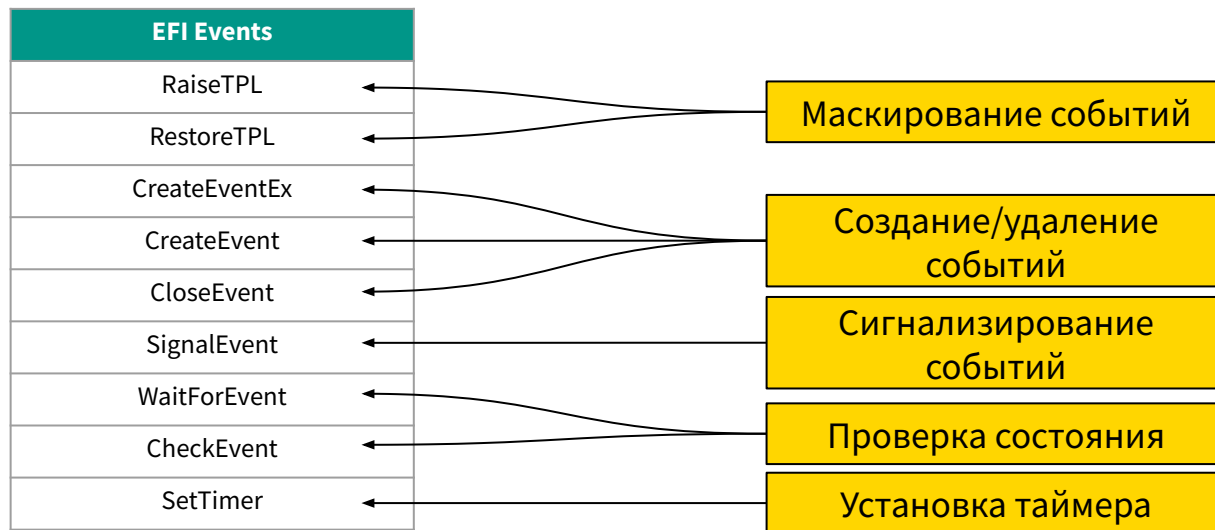 EFI Events
RaiseTPL
RestoreTPL
CreateEventEx
CreateEvent
CloseEvent
SignalEvent
WaitForEvent
CheckEvent
SetTimer
Маскирование событий
Создание/удаление
событий
Сигнализирование
событий
Проверка состояния
Установка таймера